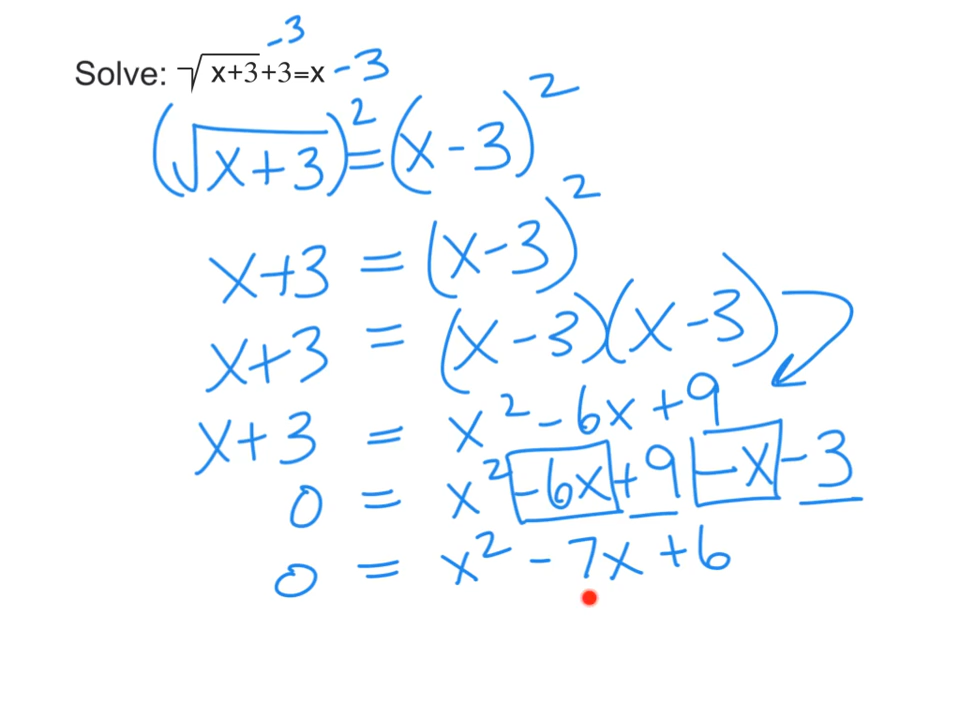 -3
Solve: √x+3+3=x -3
(√x+3)²=(x-3)²
x+3 = (x-3)²
x+3 = (x-3)(x-3)
x+3 = x²-6x+9
0 = x²-6x+9-x-3
0 = x²-7x+6